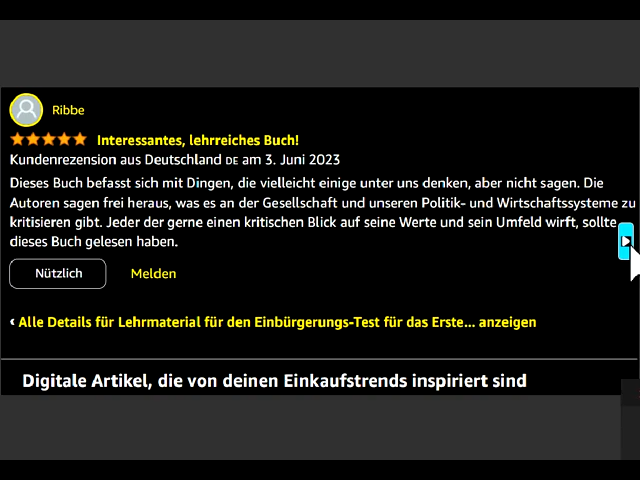 Ribbe
Interessantes, lehrreiches Buch!
Kundenrezension aus Deutschland DE am 3. Juni 2023
Dieses Buch befasst sich mit Dingen, die vielleicht einige unter uns denken, aber nicht sagen. Die
Autoren sagen frei heraus, was es an der Gesellschaft und unseren Politik- und Wirtschaftssysteme zu
kritisieren gibt. Jeder der gerne einen kritischen Blick auf seine Werte und sein Umfeld wirft, sollte
dieses Buch gelesen haben.
Nützlich
Melden
‹ Alle Details für Lehrmaterial für den Einbürgerungs-Test für das Erste... anzeigen
Digitale Artikel, die von deinen Einkaufstrends inspiriert sind